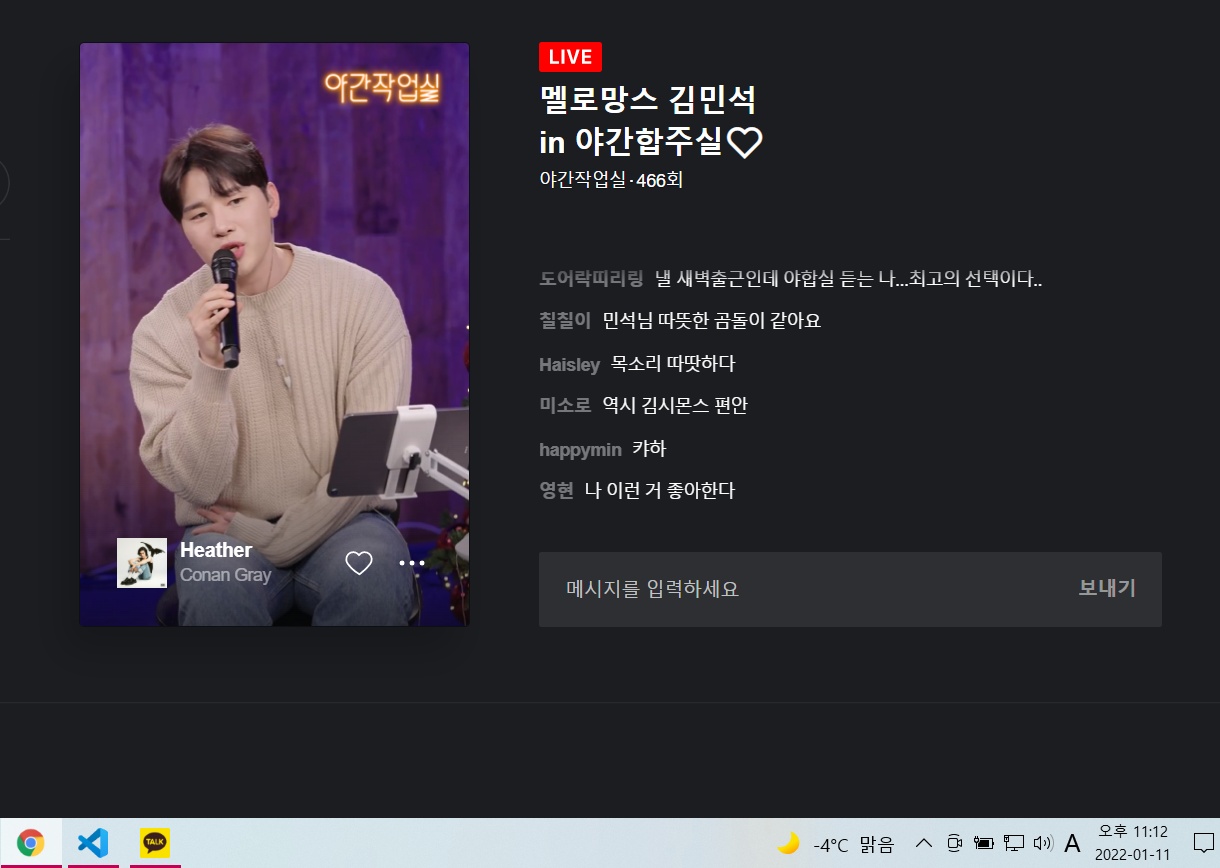 야간작업실
LIVE
멜로망스 김민석
in 야간합주실♡
야간작업실·466회
도어락띠리링 낼 새벽출근인데 야합실 듣는 나...최고의 선택이다..
칠칠이 민석님 따뜻한 곰돌이 같아요
Haisley 목소리 따땃하다
미소로 역시 김시몬스 편안
happymin 캬하
영현 나 이런 거 좋아한다
Heather
Conan Gray
메시지를 입력하세요 보내기
TALK
-4°C 맑음 A 오후 11:12
2022-01-11